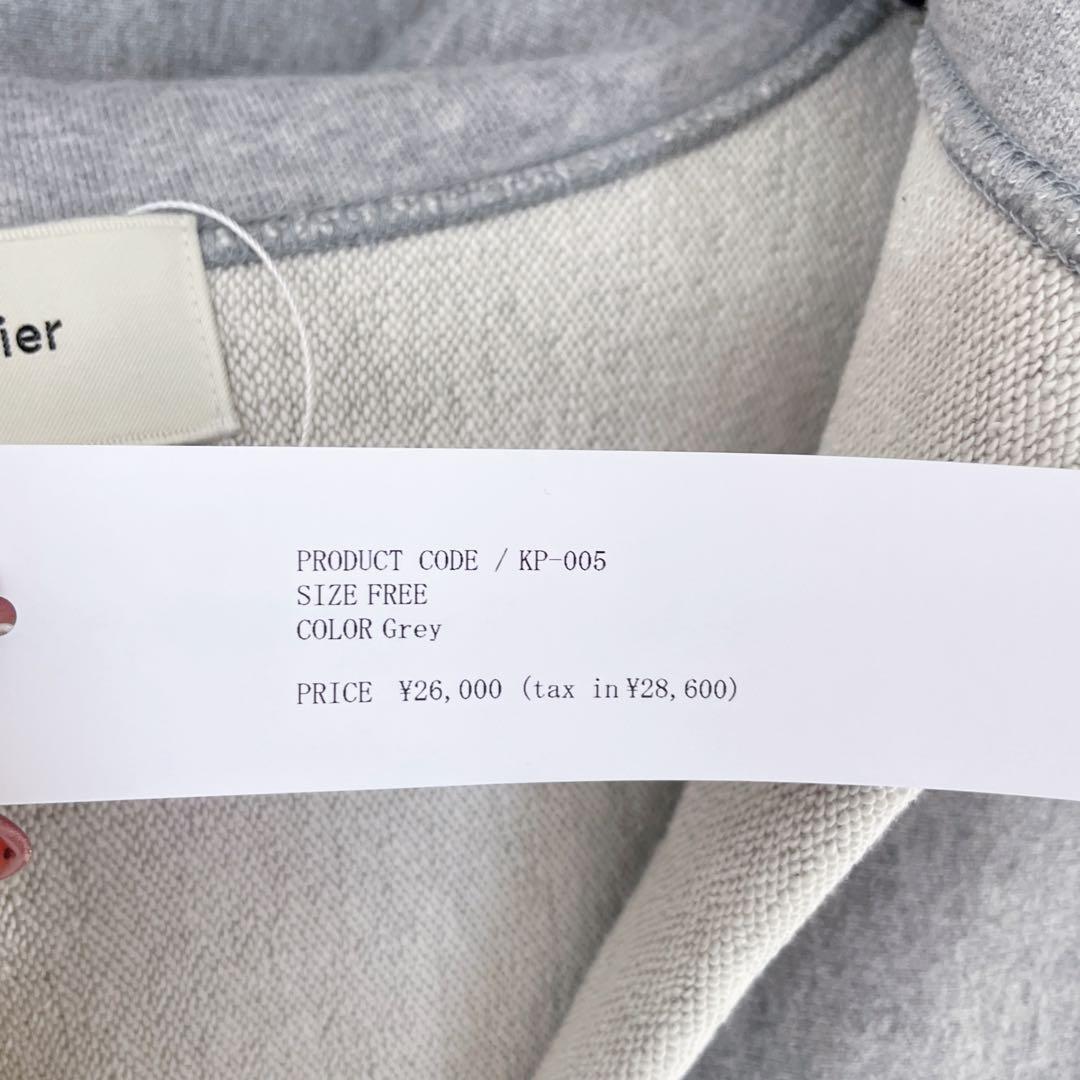 ier
PRODUCT CODE / KP-005
SIZE FREE
COLOR Grey
PRICE ¥26,000 (tax in ¥28,600)